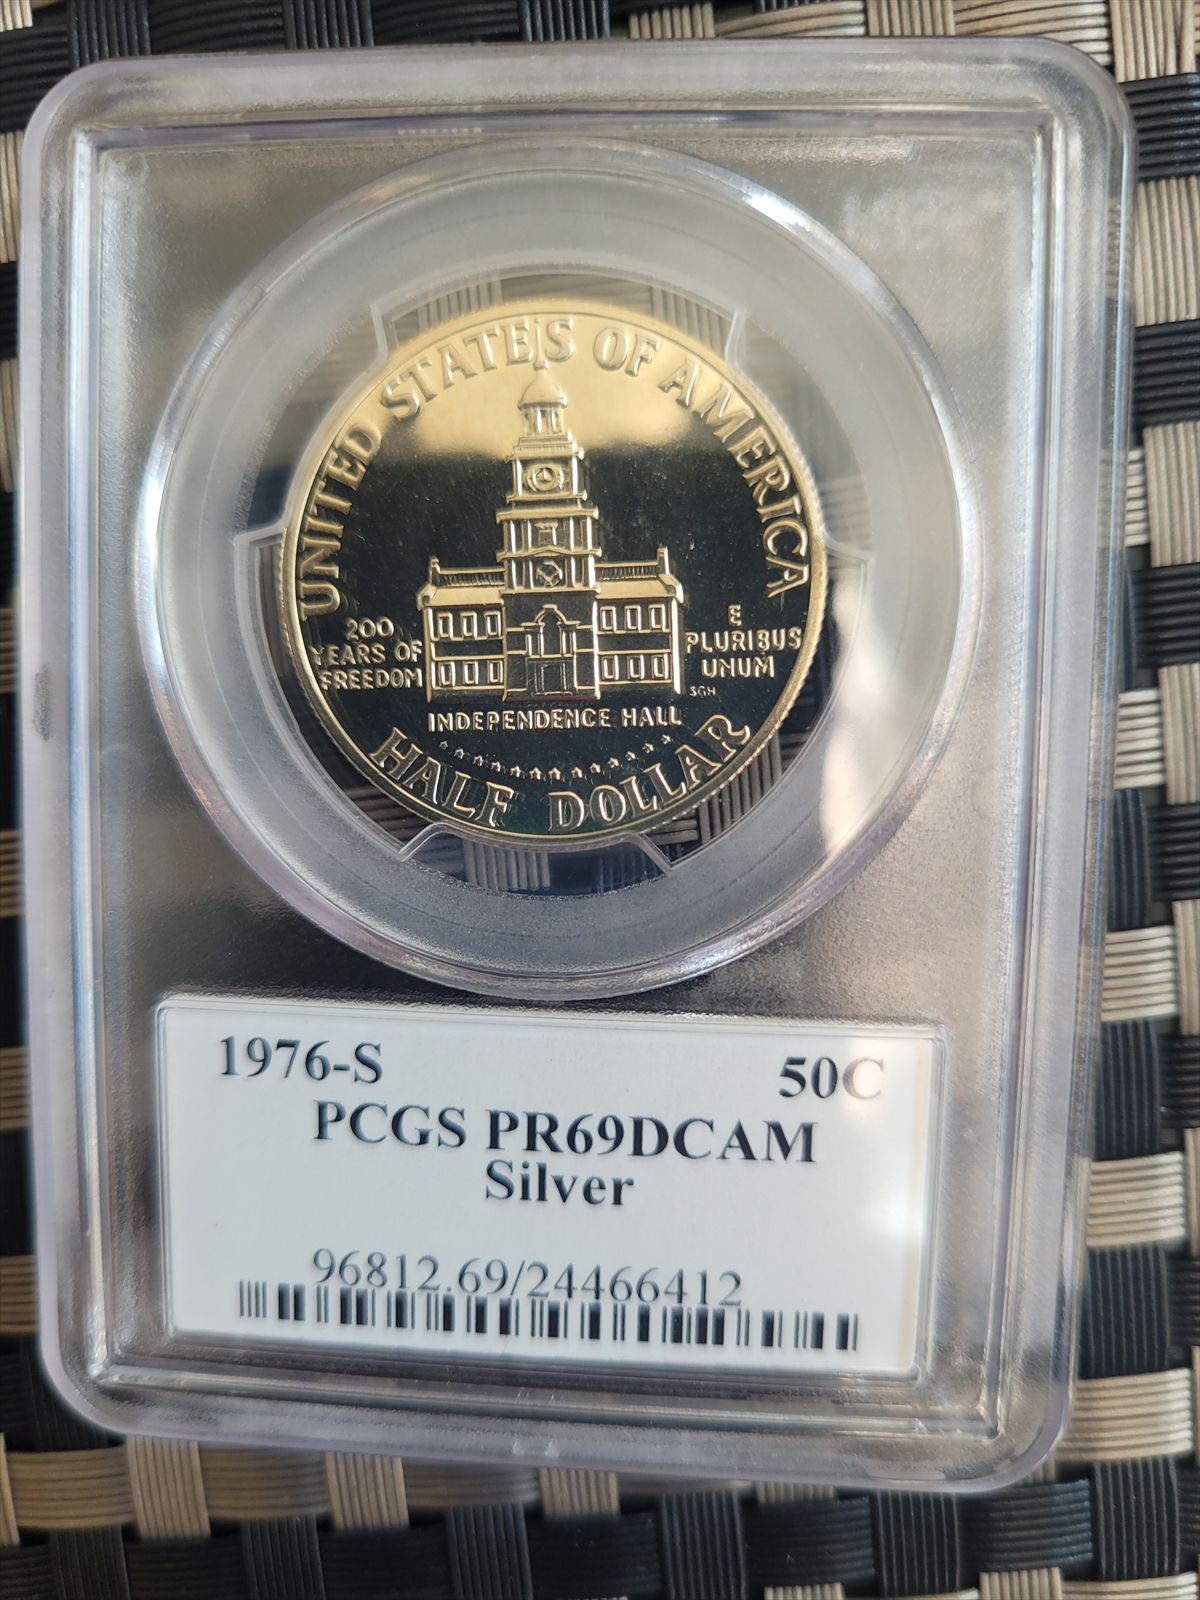 UNITED STATES OF AMERICA
200
YEARS OF
FREEDOM
E
PLURIBUS
UNUM
SGH
INDEPENDENCE HALL
HALF DOLLAR
1976-S 50C
PCGS PR69DCAM
Silver
96812.69/24466412